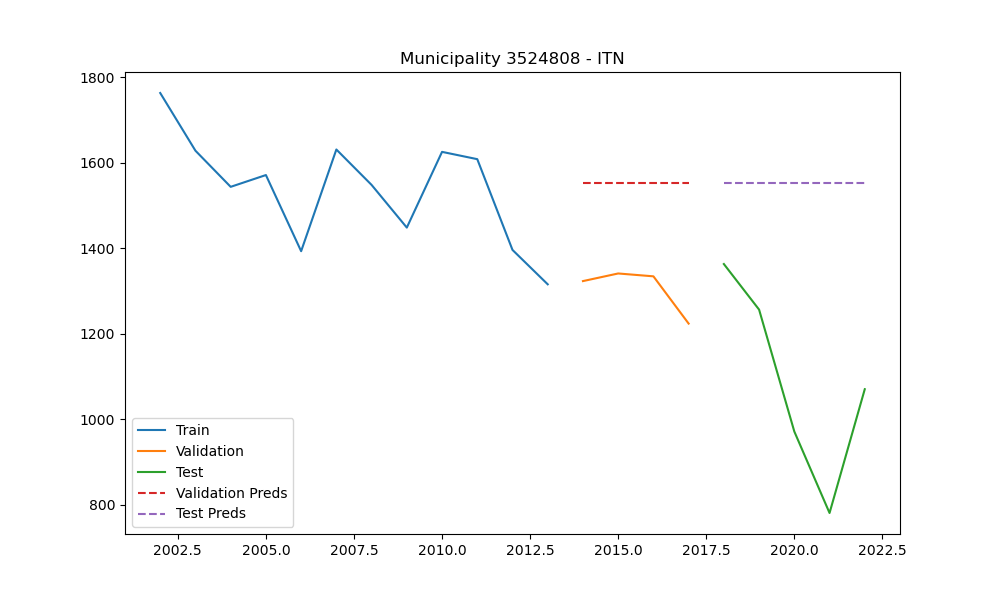 Municipality 3524808 - ITN
1800
1600
1400
1200
1000
800
Train
Validation
Test
Validation Preds
Test Preds
2002.5 2005.0 2007.5 2010.0 2012.5 2015.0 2017.5 2020.0 2022.5